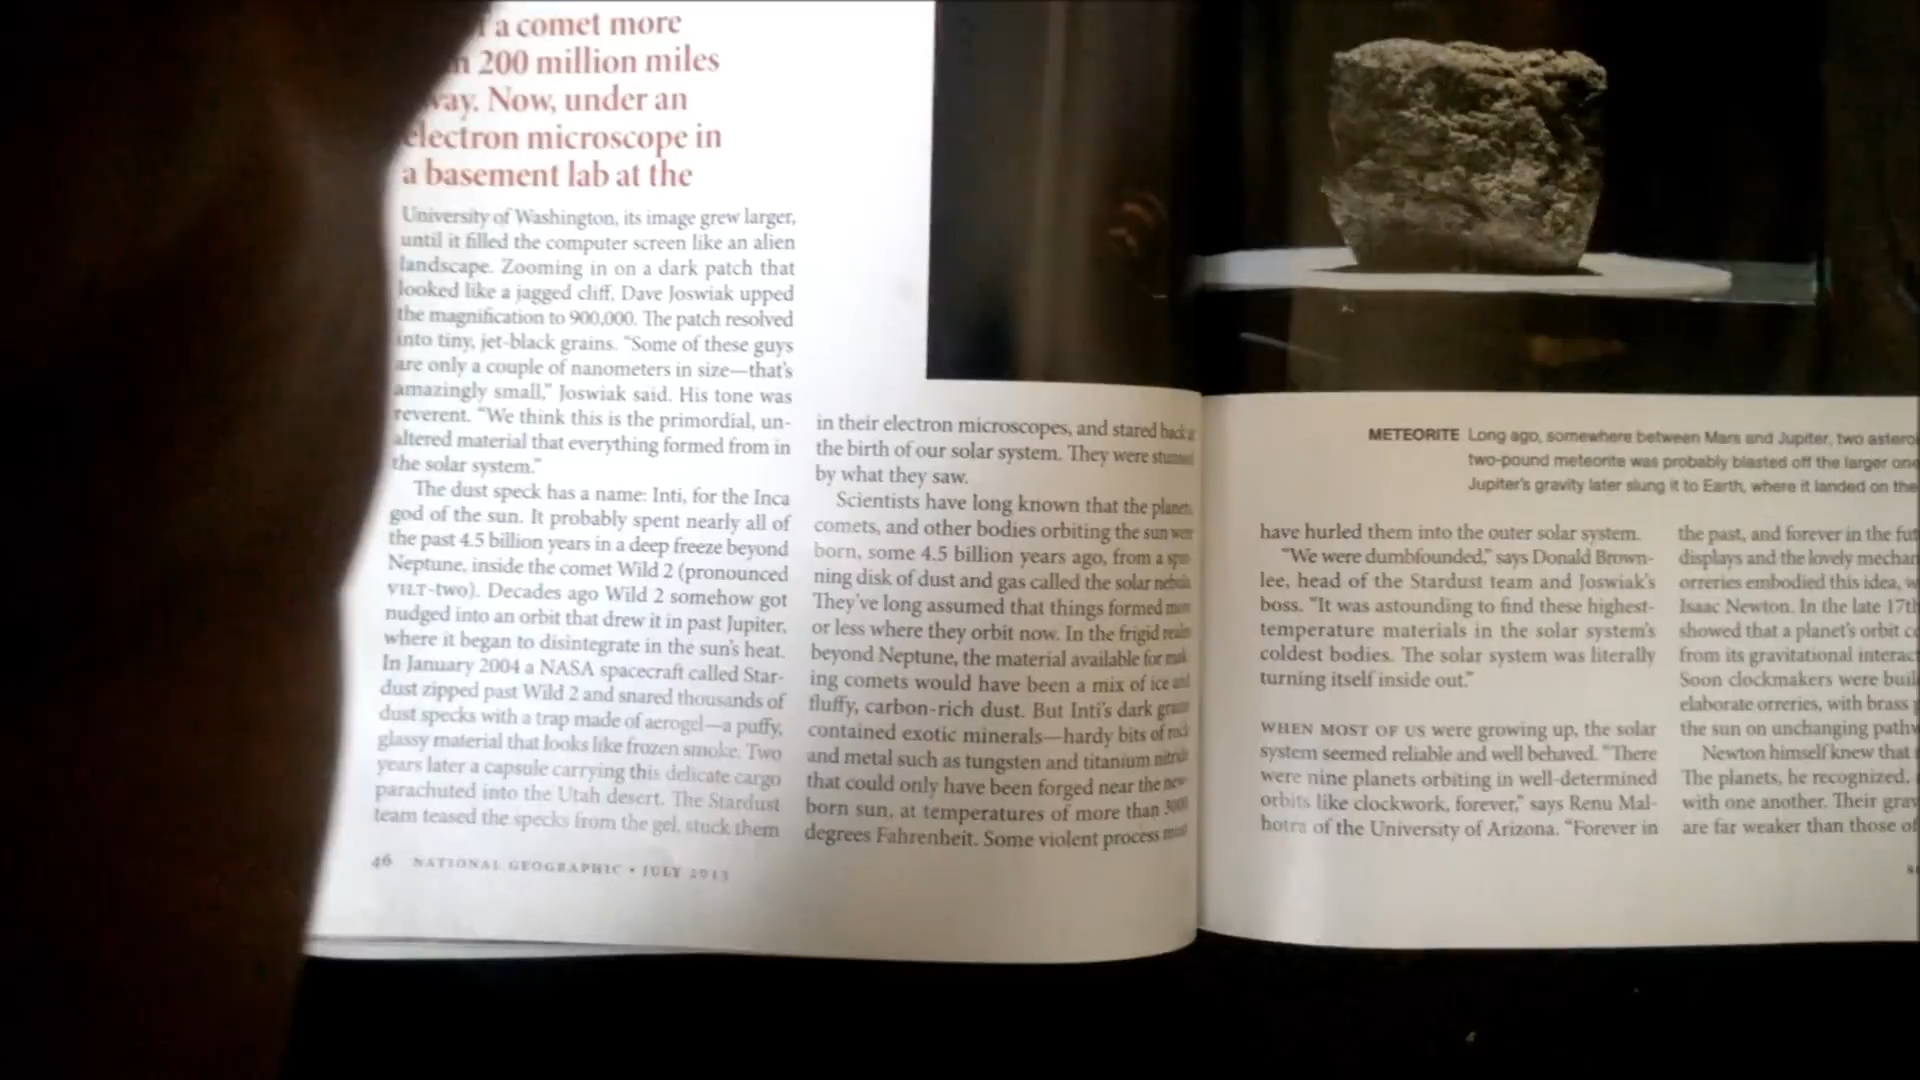 a comet more
200 million miles
Now, under an
electron microscope in
a basement lab at the
University of Washington, its image grew larger,
until it filled the computer screen like an alien
landscape. Zooming in on a dark patch that
looked like a jagged cliff, Dave Joswiak upped
the magnification to 900,000. The patch resolved
into tiny, jet-black grains. “Some of these guys
are only a couple of nanometers in size—that’s
amazingly small,” Joswiak said. His tone was
reverent. “We think this is the primordial, un-
altered material that everything formed from in
the solar system.”
The dust speck has a name: Inti, for the Inca
god of the sun. It probably spent nearly all of
the past 4.5 billion years in a deep freeze beyond
Neptune, inside the comet Wild 2 (pronounced
VILT-two). Decades ago Wild 2 somehow got
nudged into an orbit that drew it in past Jupiter,
where it began to disintegrate in the sun’s heat.
In January 2004 a NASA spacecraft called Star-
dust zipped past Wild 2 and snared thousands of
dust specks with a trap made of aerogel—a puffy,
glassy material that looks like frozen smoke. Two
years later a capsule carrying this delicate cargo
parachuted into the Utah desert. The Stardust
team teased the specks from the gel, stuck them
in their electron microscopes, and stared back at
the birth of our solar system. They were stunned
by what they saw.
Scientists have long known that the planets,
comets, and other bodies orbiting the sun were
born, some 4.5 billion years ago, from a spin-
ning disk of dust and gas called the solar nebula.
They’ve long assumed that things formed more
or less where they orbit now. In the frigid realm
beyond Neptune, the material available for mak-
ing comets would have been a mix of ice and
fluffy, carbon-rich dust. But Inti’s dark grains
contained exotic minerals—hardy bits of rock
and metal such as tungsten and titanium nitride
that could only have been forged near the new-
born sun, at temperatures of more than 3000
degrees Fahrenheit. Some violent process must
46 NATIONAL GEOGRAPHIC • JULY 2013
METEORITE Long ago, somewhere between Mars and Jupiter, two
two-pound meteorite was probably blasted off the larger
Jupiter’s gravity later slung it to Earth, where it landed on the
have hurled them into the outer solar system.
“We were dumbfounded,” says Donald Brown-
lee, head of the Stardust team and Joswiak’s
boss. “It was astounding to find these highest-
temperature materials in the solar system’s
coldest bodies. The solar system was literally
turning itself inside out.”
WHEN MOST OF US were growing up, the solar
system seemed reliable and well behaved. “There
were nine planets orbiting in well-determined
orbits like clockwork, forever,” says Renu Mal-
hotra of the University of Arizona. “Forever in
the past, and forever in the
displays and the lovely
orreries embodied this idea,
Isaac Newton. In the late 17th
showed that a planet’s orbit
from its gravitational
Soon clockmakers were
elaborate orreries, with brass
the sun on unchanging
Newton himself knew that
The planets, he recognized,
with one another. Their
are far weaker than those of